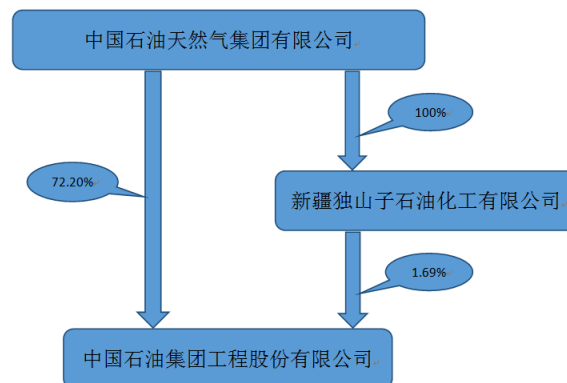 中国石油天然气集团有限公司
100%
72.20%
新疆独山子石油化工有限公司
1.69%
中国石油集团工程股份有限公司